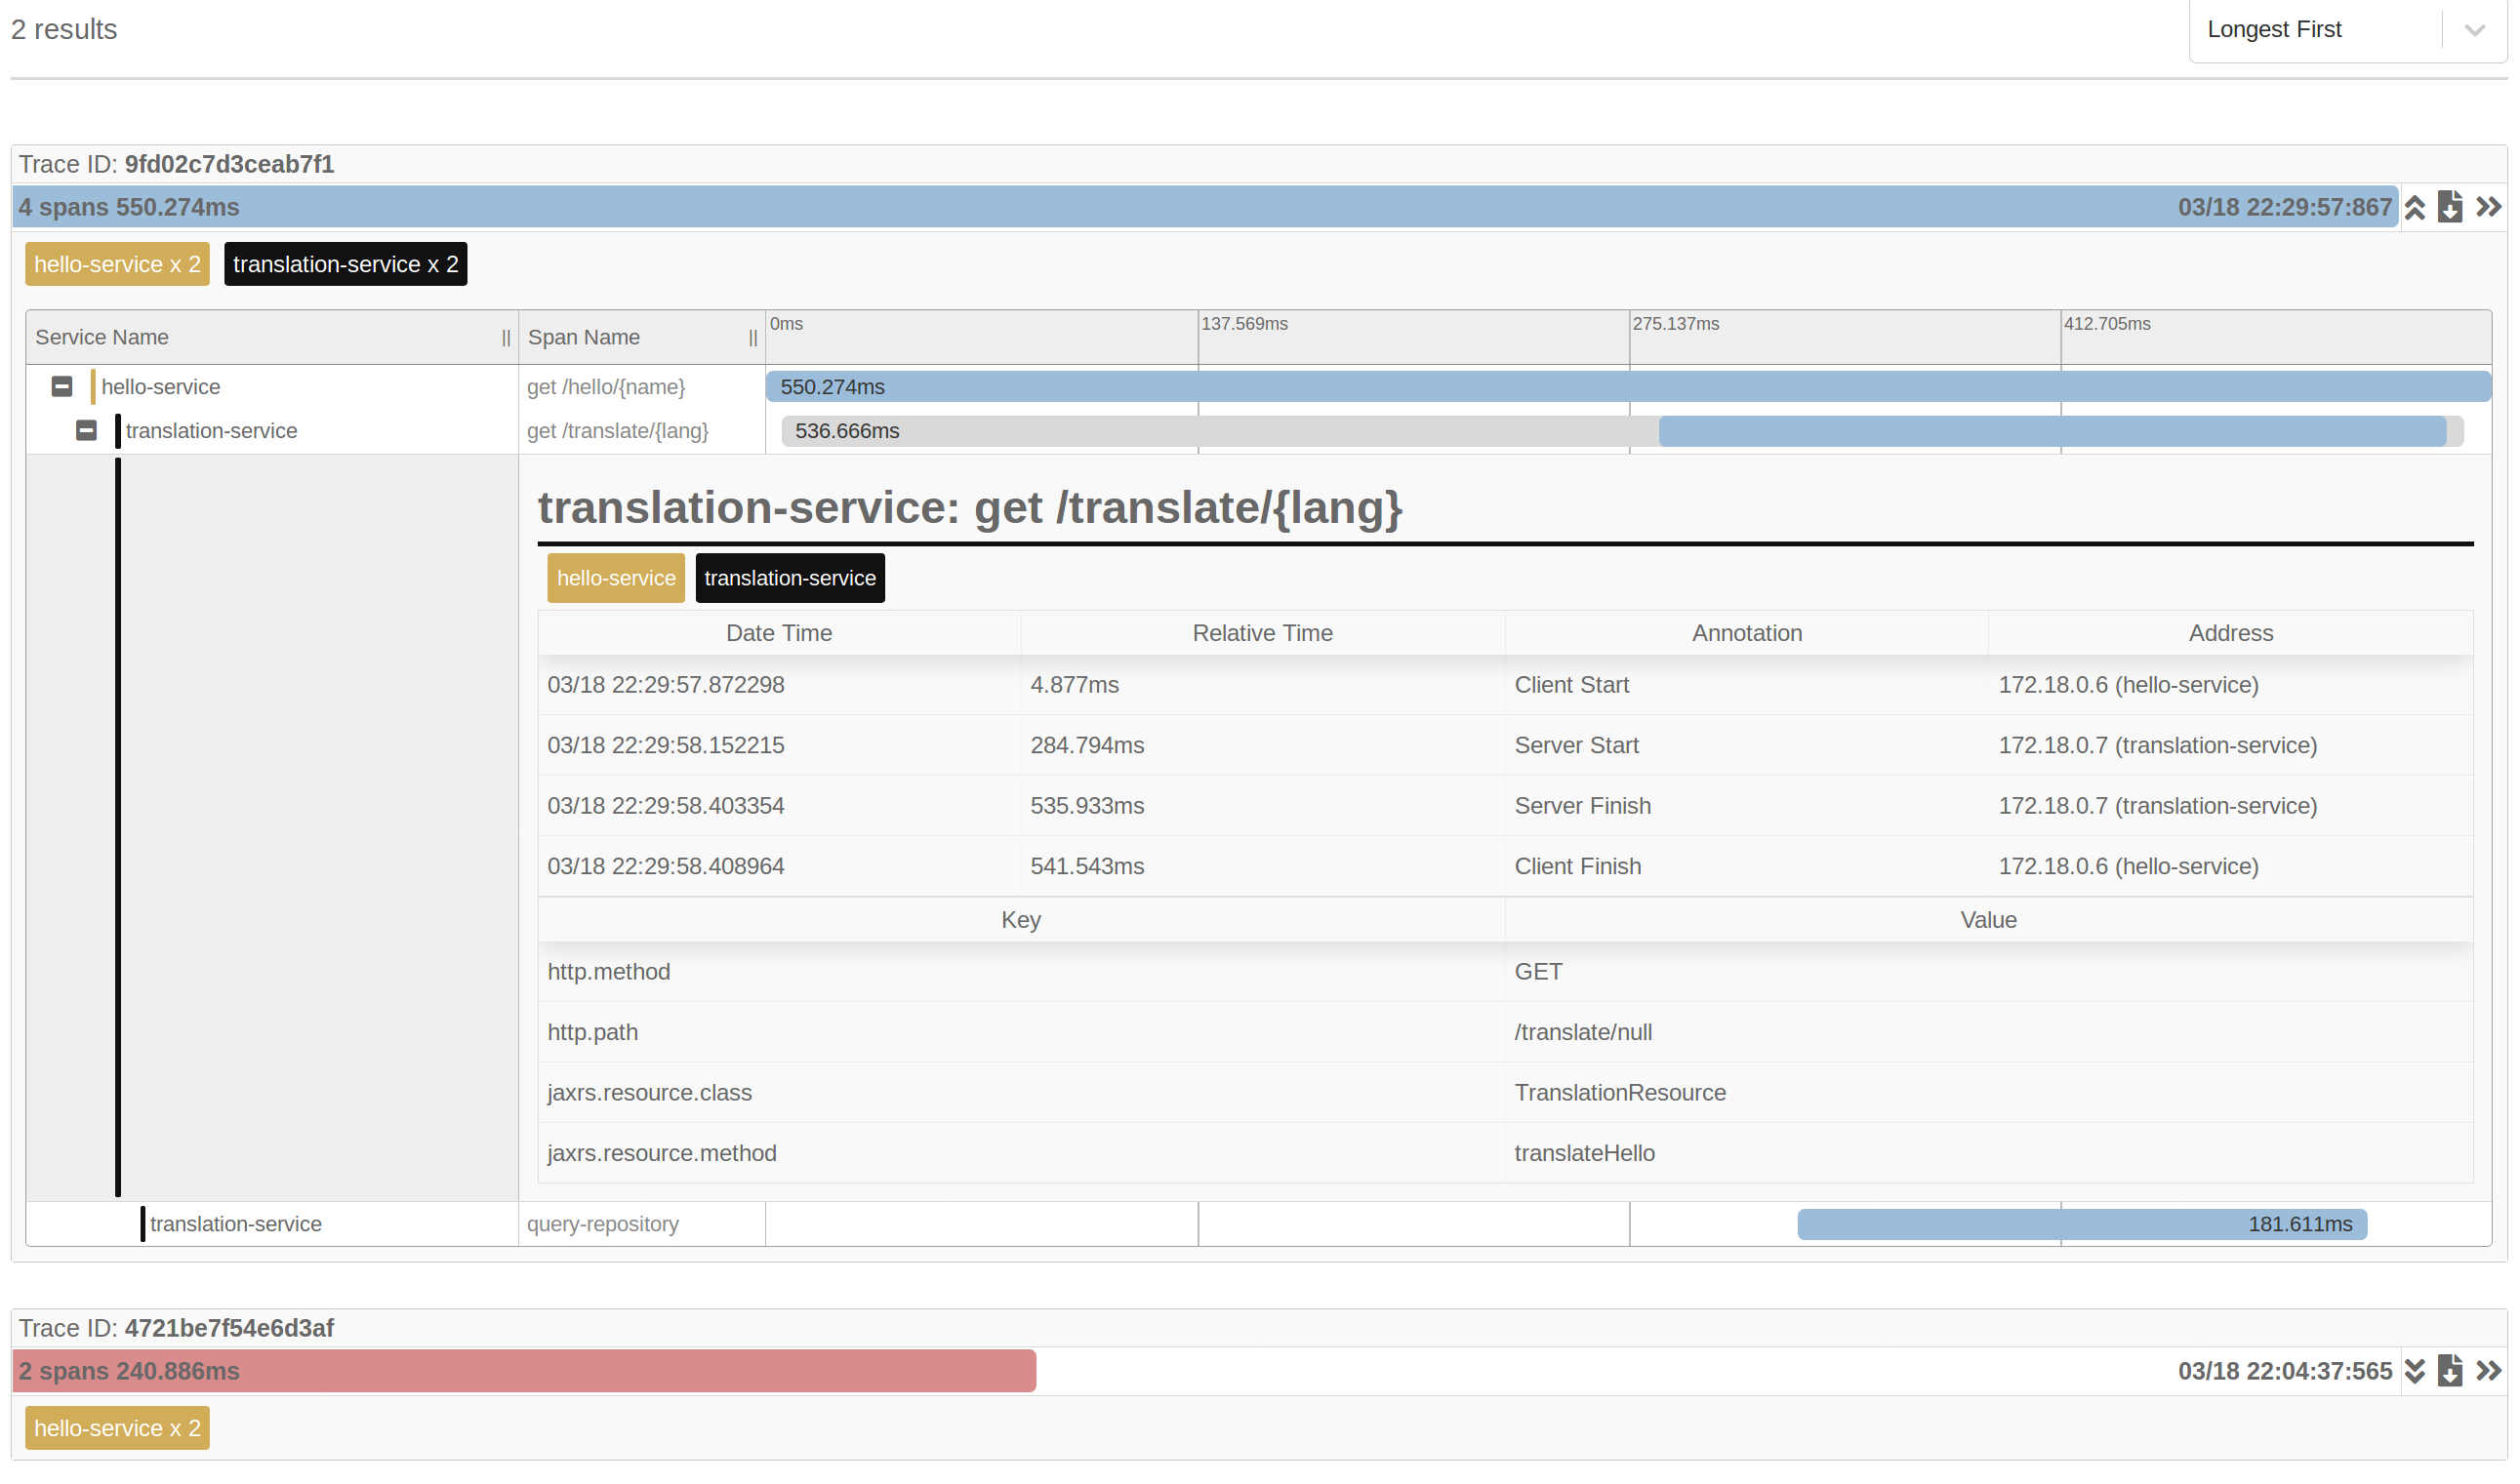 2 results
Longest First
Trace ID: 9fd02c7d3ceab7f1
4 spans 550.274ms 03/18 22:29:57:867
hello-service x 2 translation-service x 2
Service Name || Span Name || 0ms 137.569ms 275.137ms 412.705ms
hello-service get /hello/{name} 550.274ms
translation-service get /translate/{lang} 536.666ms
translation-service: get /translate/{lang}
hello-service translation-service
Date Time Relative Time Annotation Address
03/18 22:29:57.872298 4.877ms Client Start 172.18.0.6 (hello-service)
03/18 22:29:58.152215 284.794ms Server Start 172.18.0.7 (translation-service)
03/18 22:29:58.403354 535.933ms Server Finish 172.18.0.7 (translation-service)
03/18 22:29:58.408964 541.543ms Client Finish 172.18.0.6 (hello-service)
Key Value
http.method GET
http.path /translate/null
jaxrs.resource.class TranslationResource
jaxrs.resource.method translateHello
translation-service query-repository 181.611ms
Trace ID: 4721be7f54e6d3af
2 spans 240.886ms 03/18 22:04:37:565
hello-service x 2